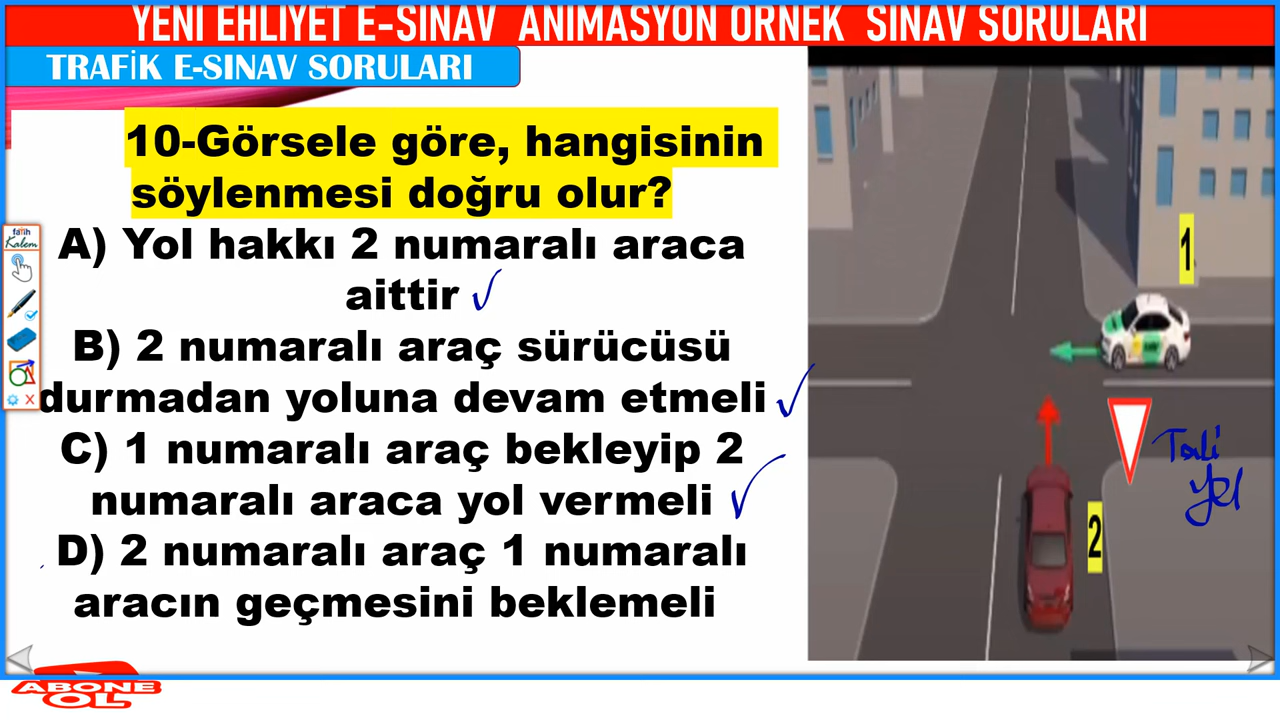 YENİ EHLİYET E-SINAV ANİMASYON ÖRNEK SINAV SORULARI
TRAFİK E-SINAV SORULARI
10-Görsele göre, hangisinin
söylenmesi doğru olur?
A) Yol hakkı 2 numaralı araca
aittir
B) 2 numaralı araç sürücüsü
durmadan yoluna devam etmeli
C) 1 numaralı araç bekleyip 2
numaralı araca yol vermeli
D) 2 numaralı araç 1 numaralı
aracın geçmesini beklemeli
fatih
Kalem
1
2
Tali
yol
ABONE
OL